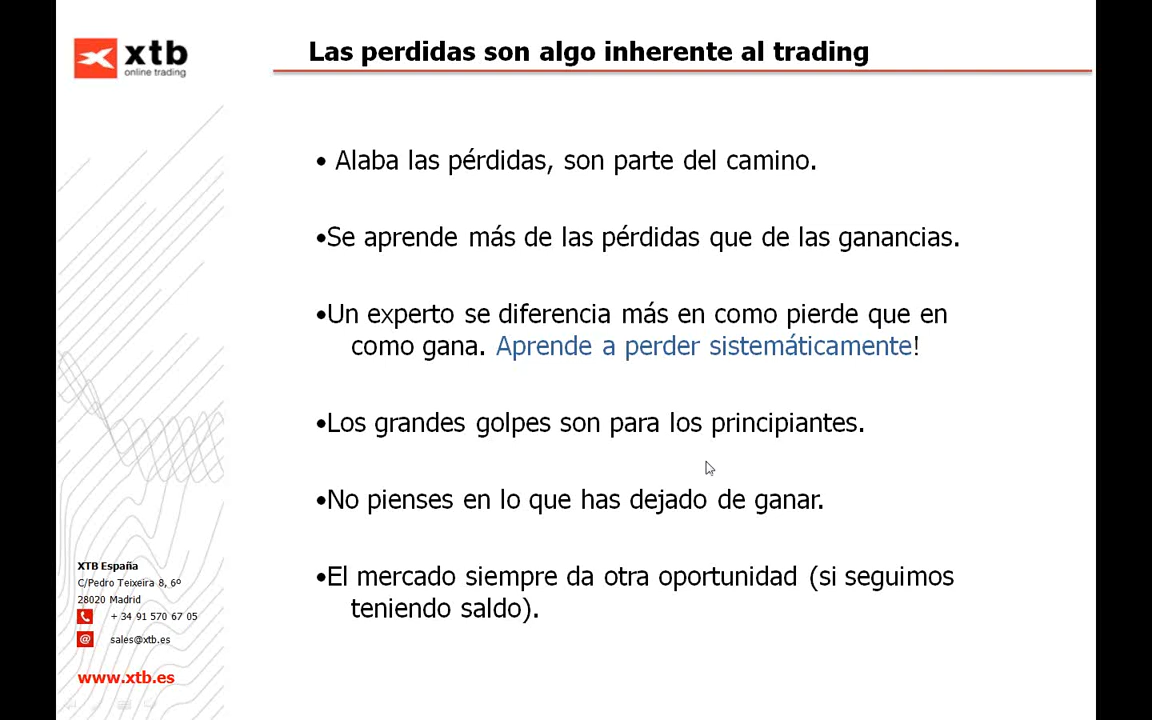 xtb
online trading
Las perdidas son algo inherente al trading
• Alaba las pérdidas, son parte del camino.
•Se aprende más de las pérdidas que de las ganancias.
•Un experto se diferencia más en como pierde que en
como gana. Aprende a perder sistemáticamente!
•Los grandes golpes son para los principiantes.
•No pienses en lo que has dejado de ganar.
•El mercado siempre da otra oportunidad (si seguimos
teniendo saldo).
XTB España
C/Pedro Teixeira 8, 6º
28020 Madrid
+ 34 91 570 67 05
@ sales@xtb.es
www.xtb.es